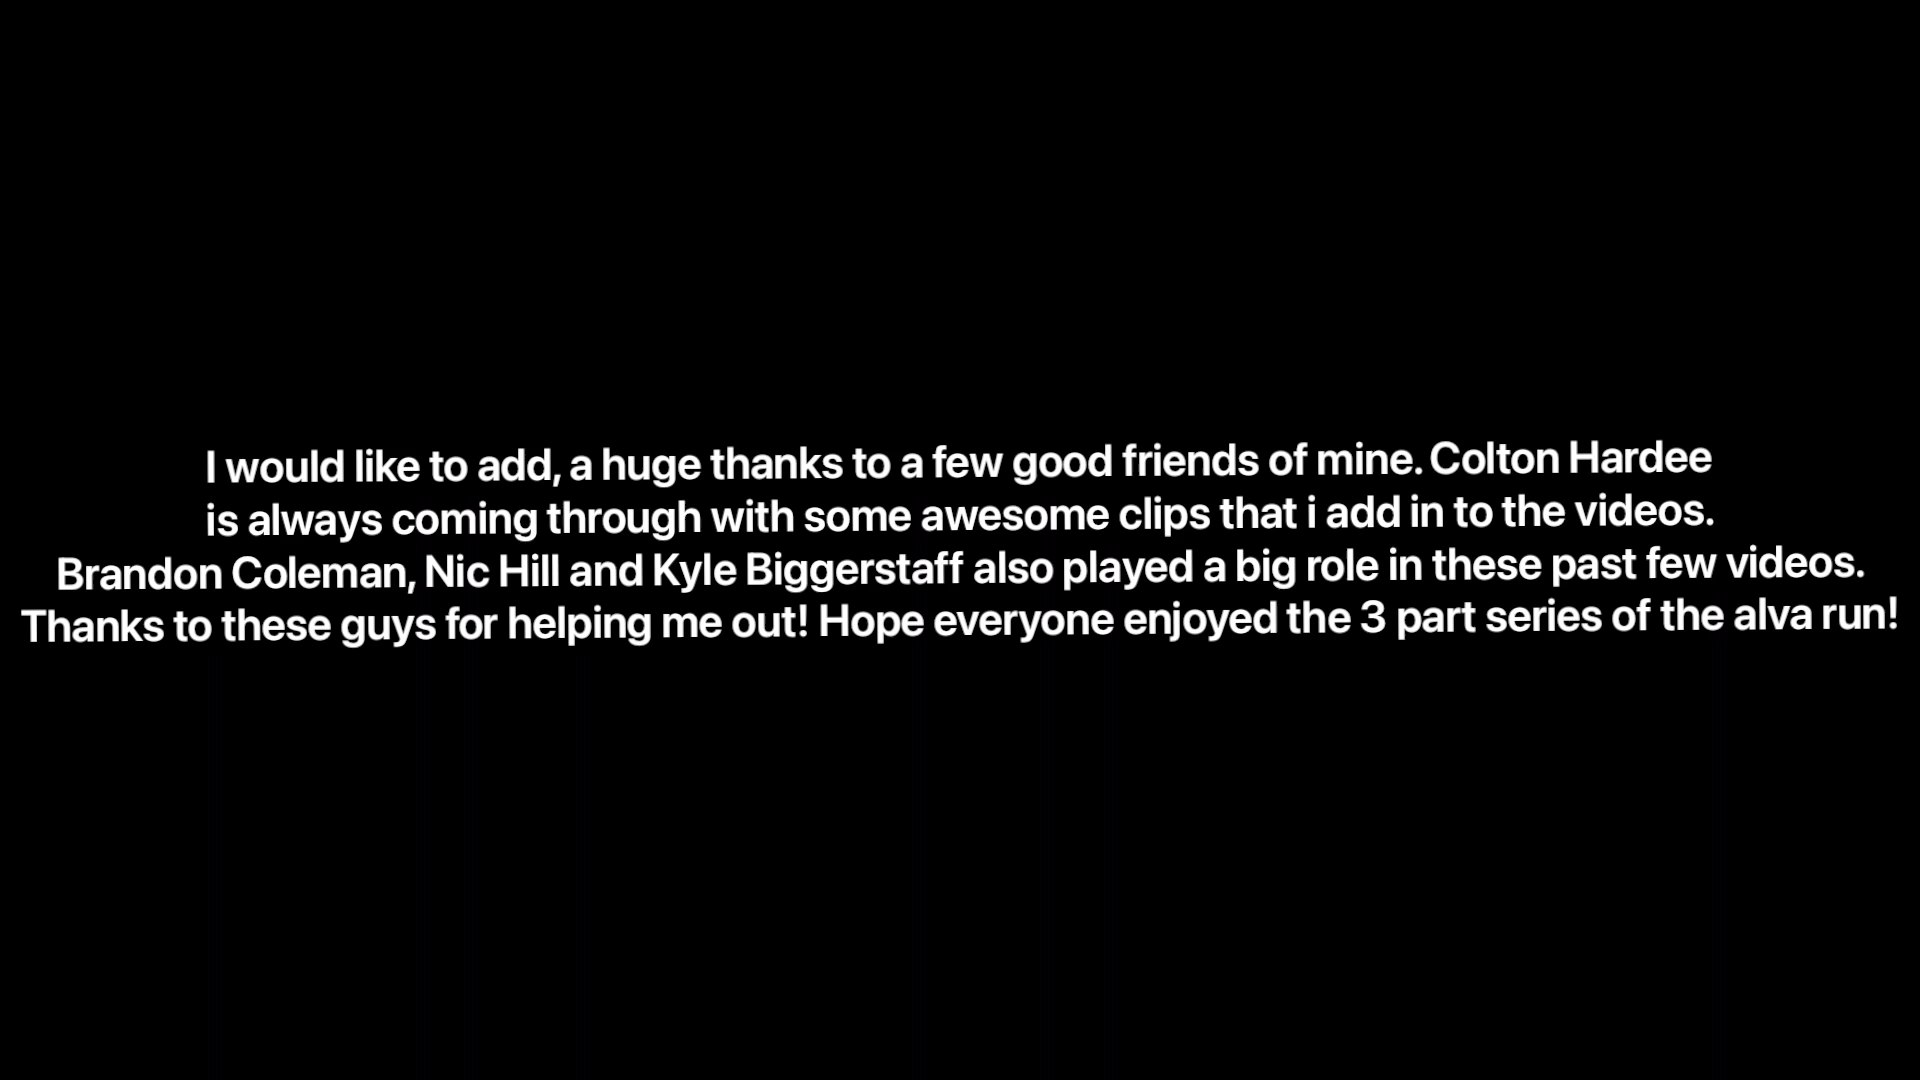 I would like to add, a huge thanks to a few good friends of mine. Colton Hardee
is always coming through with some awesome clips that i add in to the videos.
Brandon Coleman, Nic Hill and Kyle Biggerstaff also played a big role in these past few videos.
Thanks to these guys for helping me out! Hope everyone enjoyed the 3 part series of the alva run!